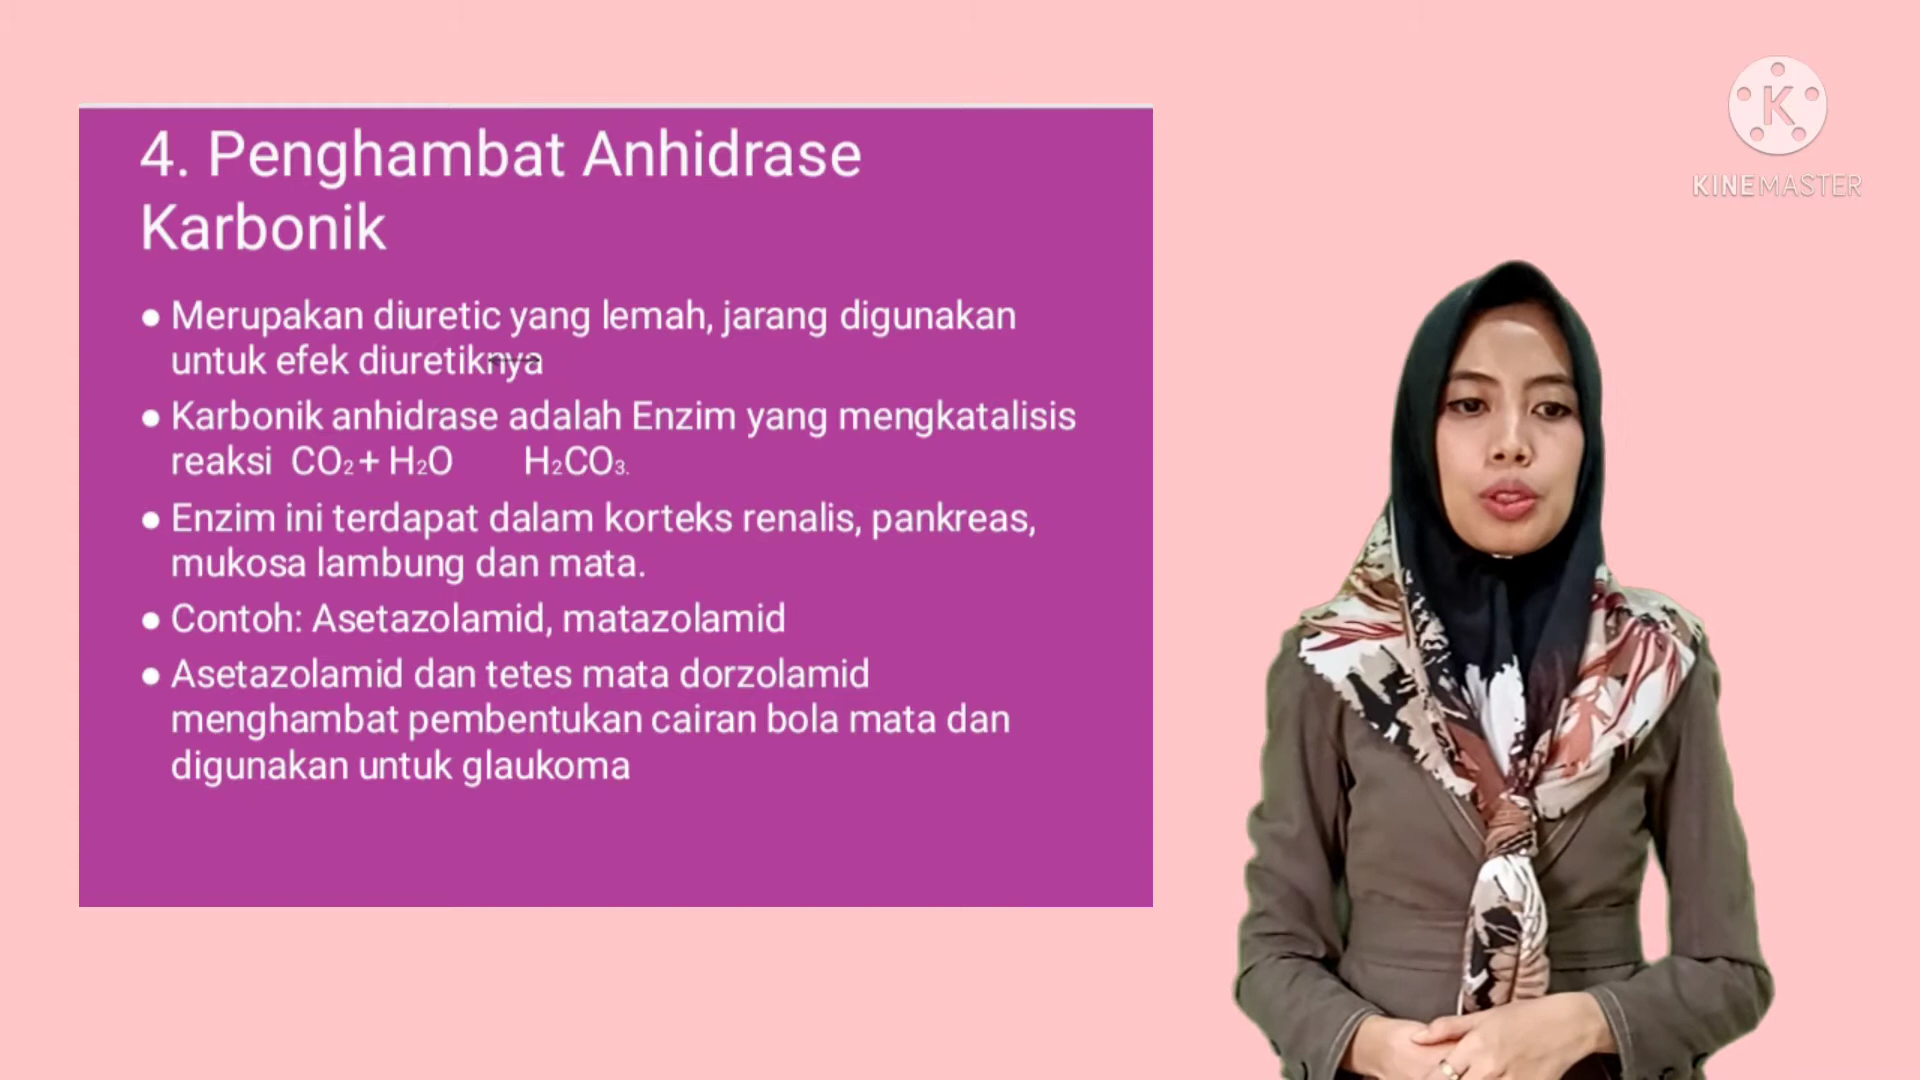 4. Penghambat Anhidrase
Karbonik
● Merupakan diuretic yang lemah, jarang digunakan
untuk efek diuretiknya
● Karbonik anhidrase adalah Enzim yang mengkatalisis
reaksi CO₂ + H₂O H₂CO₃.
● Enzim ini terdapat dalam korteks renalis, pankreas,
mukosa lambung dan mata.
● Contoh: Asetazolamid, matazolamid
● Asetazolamid dan tetes mata dorzolamid
menghambat pembentukan cairan bola mata dan
digunakan untuk glaukoma
K
KINEMASTER